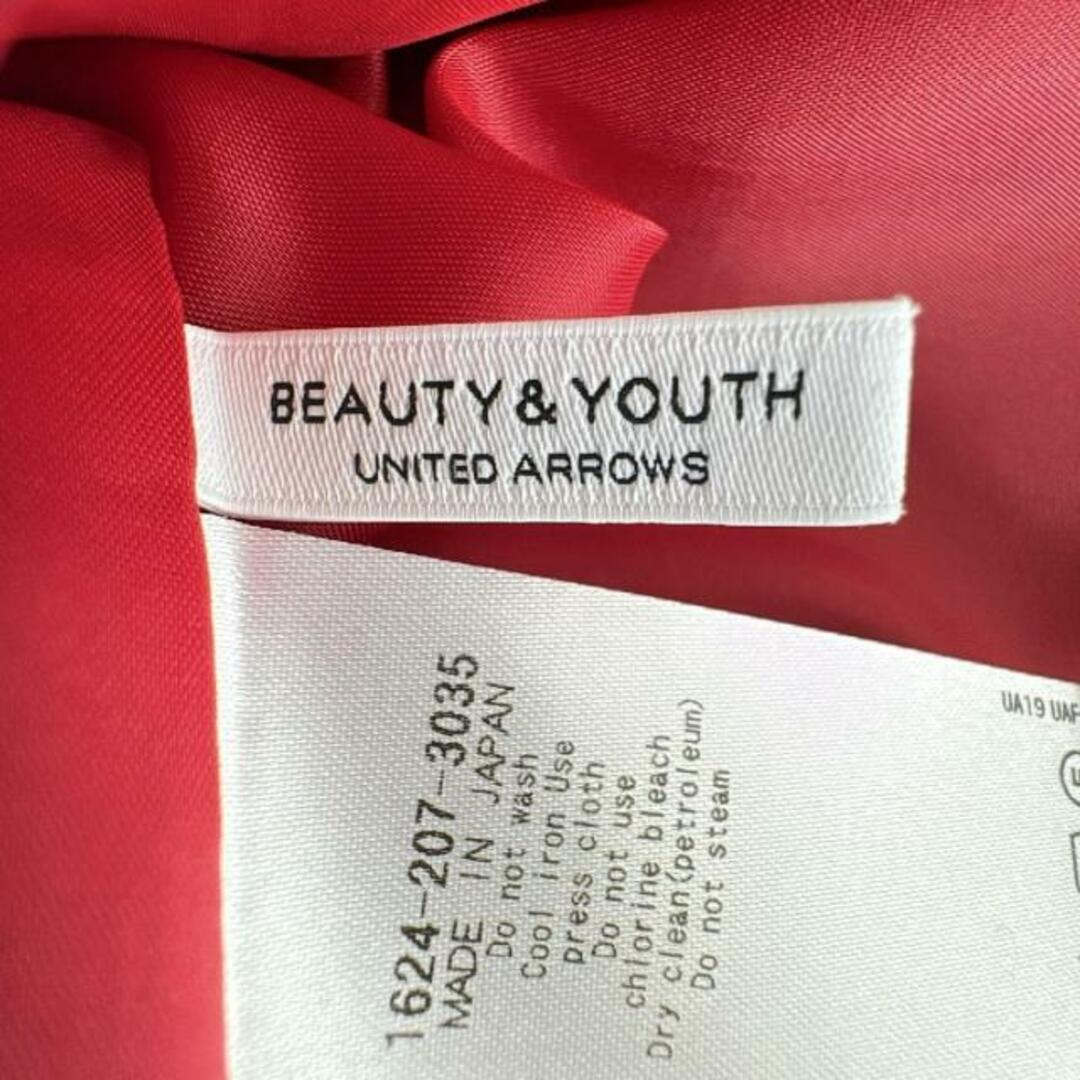 BEAUTY&YOUTH
UNITED ARROWS
1624-207-3035
MADE IN JAPAN
Do not wash
Cool iron Use
press cloth
Do not use
chlorine bleach
Dry clean(petroleum)
Do not steam
UA19 UAF